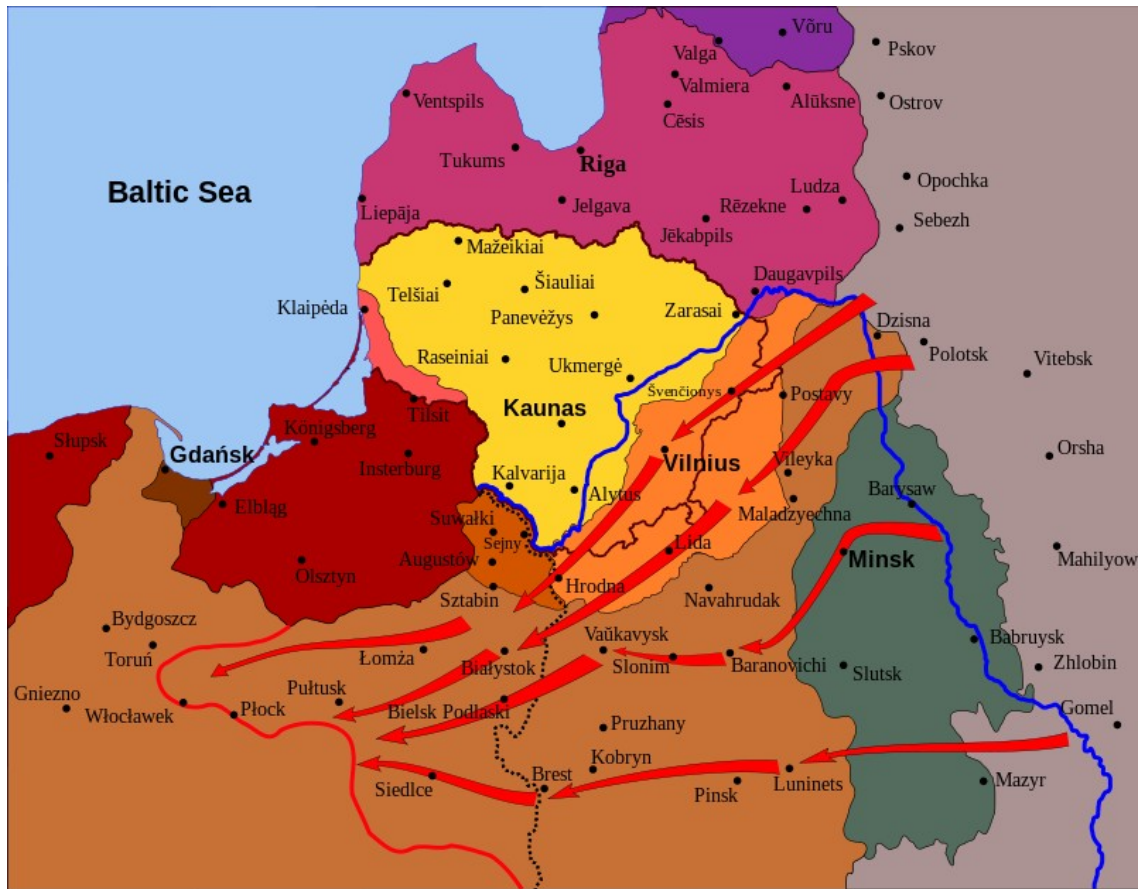 Võru
Valga
Pskov
Valmiera
Alūksne
Ventspils
Ostrov
Cēsis
Tukums
Riga
Opochka
Baltic Sea
Ludza
Liepāja
Jelgava
Rēzekne
Sebezh
Jēkabpils
Mažeikiai
Daugavpils
Šiauliai
Telšiai
Klaipėda
Panevėžys
Zarasai
Dzisna
Polotsk
Raseiniai
Ukmergė
Vitebsk
Švenčionys
Postavy
Tilsit
Kaunas
Königsberg
Słupsk
Gdańsk
Insterburg
Vilnius
Orsha
Vileyka
Kalvarija
Alytus
Barysaw
Elbląg
Maladzyechna
Suwałki
Sejny
Lida
Minsk
Mahilyow
Augustów
Olsztyn
Hrodna
Sztabin
Navahrudak
Bydgoszcz
Vaŭkavysk
Babruysk
Toruń
Łomża
Białystok
Slonim
Baranovichi
Zhlobin
Slutsk
Gniezno
Pułtusk
Włocławek
Płock
Bielsk Podlaski
Gomel
Pruzhany
Kobryn
Siedlce
Brest
Pinsk
Luninets
Mazyr